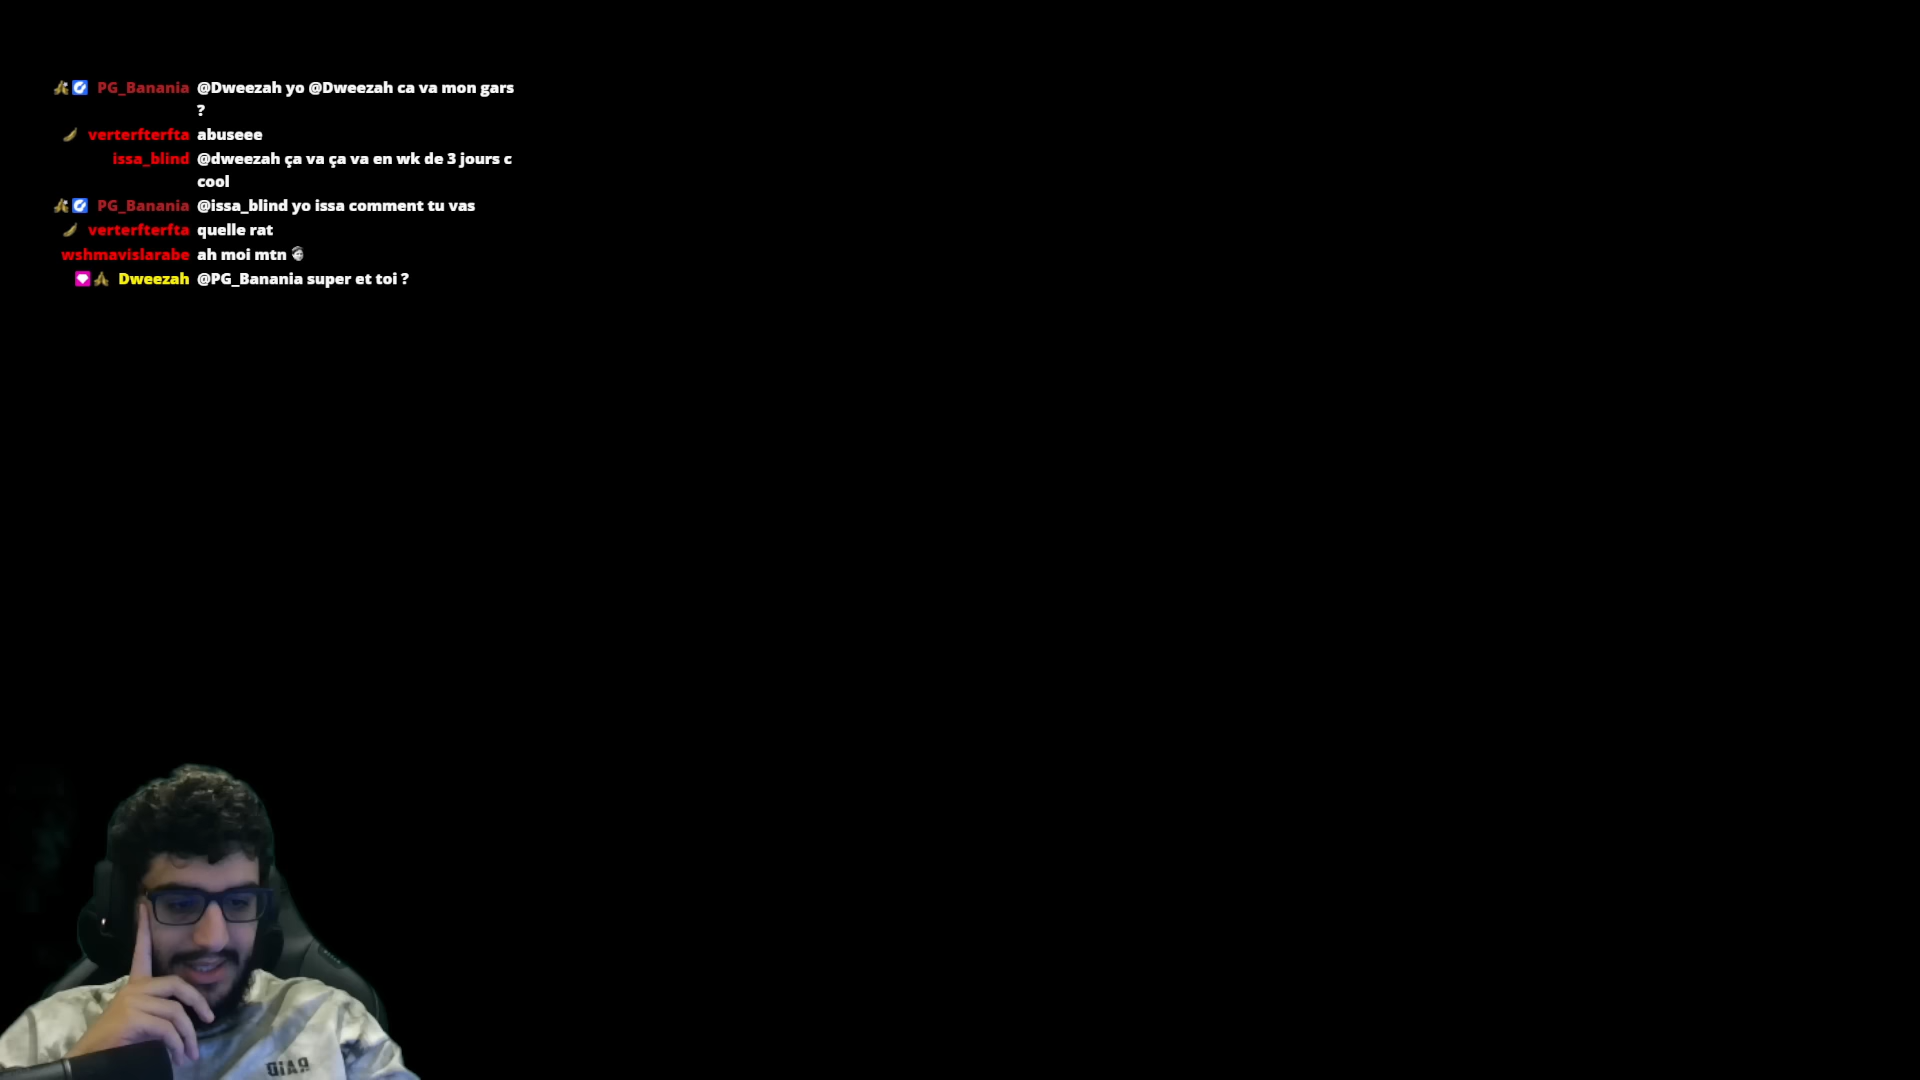 PG_Banania @Dweezah yo @Dweezah ca va mon gars
?
verterfterfta abuseee
issa_blind @dweezah ça va ça va en wk de 3 jours c
cool
PG_Banania @issa_blind yo issa comment tu vas
verterfterfta quelle rat
wshmavislarabe ah moi mtn
Dweezah @PG_Banania super et toi ?
RAID